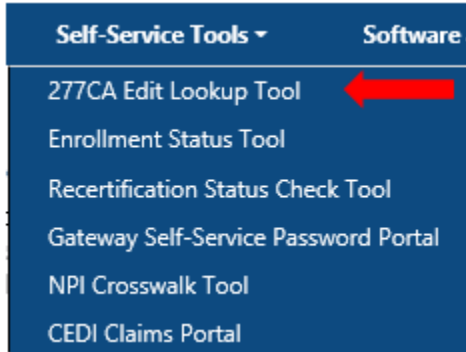 Self-Service Tools Software
277CA Edit Lookup Tool
Enrollment Status Tool
Recertification Status Check Tool
Gateway Self-Service Password Portal
NPI Crosswalk Tool
CEDI Claims Portal